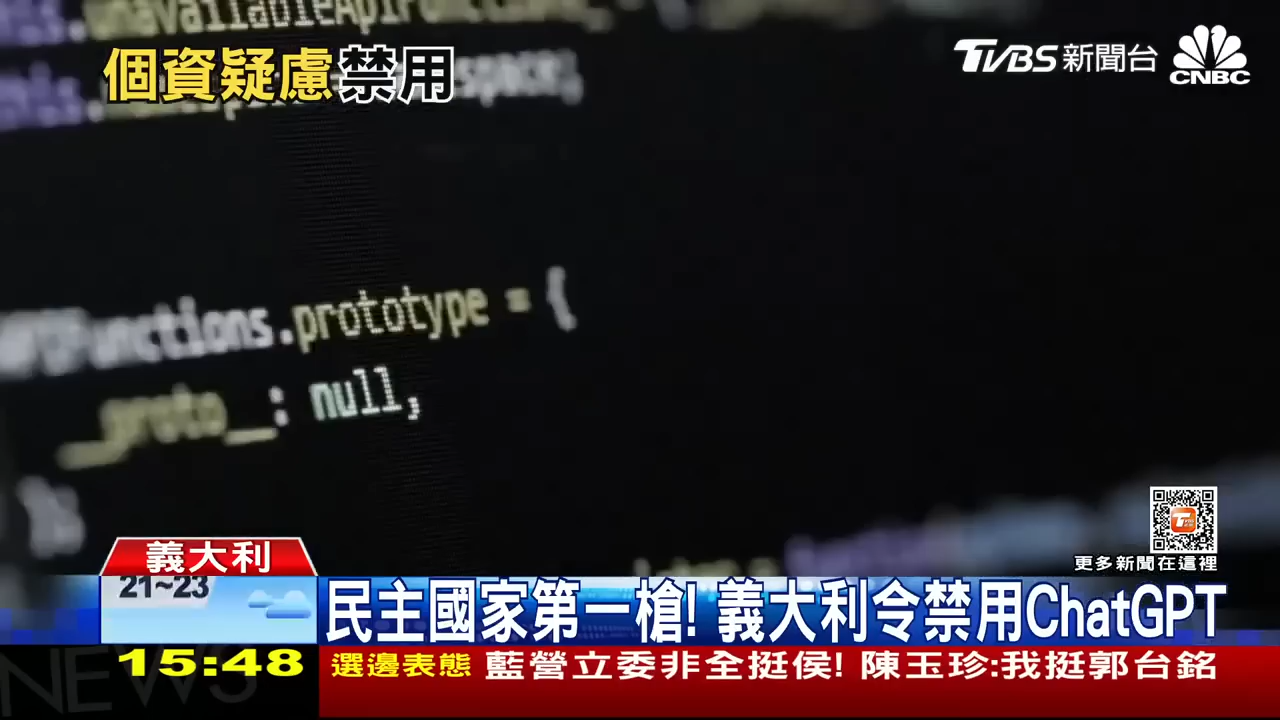 .unavailableApiFunction
個資疑慮禁用
TVBS新聞台
CNBC
Functions.prototype = {
__proto__: null,
};
更多新聞在這裡
義大利
21~23
民主國家第一槍! 義大利令禁用ChatGPT
NEWS
15:48
選邊表態 藍營立委非全挺侯! 陳玉珍:我挺郭台銘